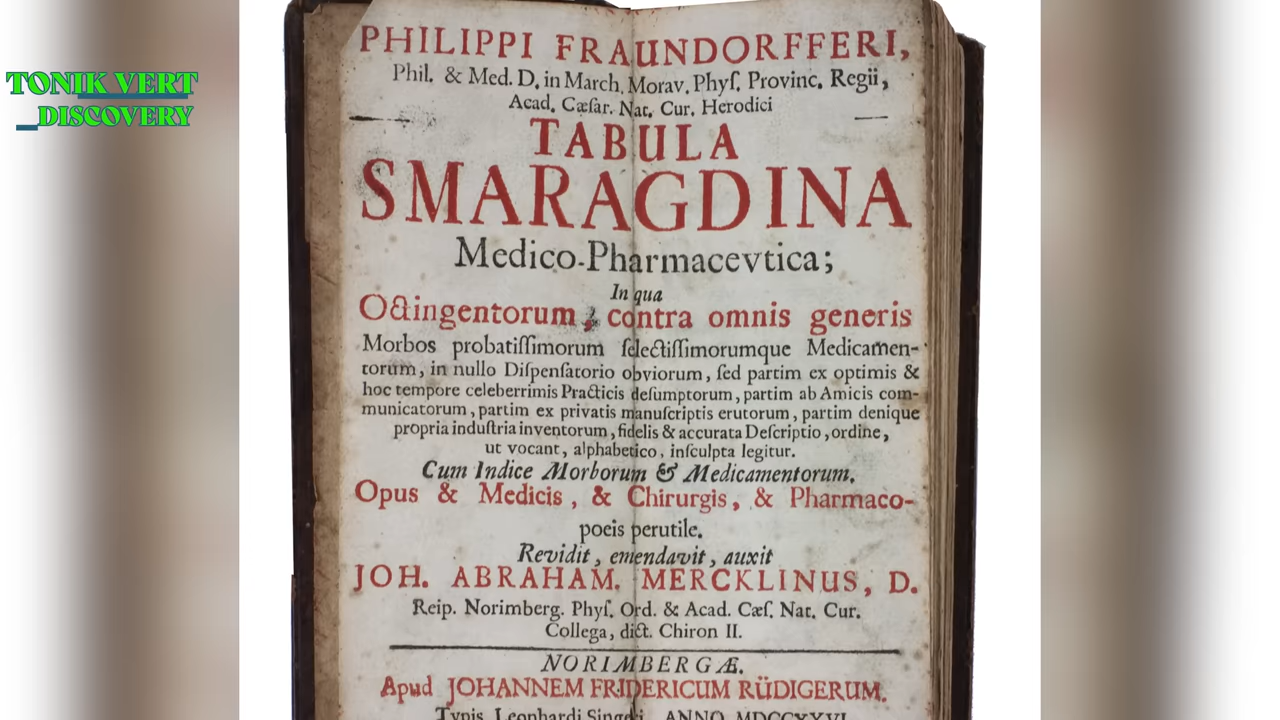 TONIK VERT
_DISCOVERY
PHILIPPI FRAUNDORFFERI,
Phil. & Med. D. in March. Morav. Phyſ. Provinc. Regii,
Acad. Cæſar. Nat. Cur. Herodici
TABULA
SMARAGDINA
Medico-Pharmacevtica;
In qua
Octingentorum, contra omnis generis
Morbos probatiſſimorum ſelectiſſimorumque Medicamen-
torum, in nullo Diſpenſatorio obviorum, ſed partim ex optimis &
hoc tempore celeberrimis Practicis deſumptorum, partim ab Amicis com-
municatorum, partim ex privatis manuſcriptis erutorum, partim denique
propria induſtria inventorum, fidelis & accurata Deſcriptio, ordine,
ut vocant, alphabetico, inſculpta legitur.
Cum Indice Morborum & Medicamentorum.
Opus & Medicis, & Chirurgis, & Pharmaco-
poeis perutile.
Revidit, emendavit, auxit
JOH. ABRAHAM. MERCKLINUS, D.
Reip. Norimberg. Phyſ. Ord. & Acad. Cæſ. Nat. Cur.
Collega, dict. Chiron II.
NORIMBERGÆ.
Apud JOHANNEM FRIDERICUM RÜDIGERUM.
Typis Leonhardi ANNO MDCCXXVI